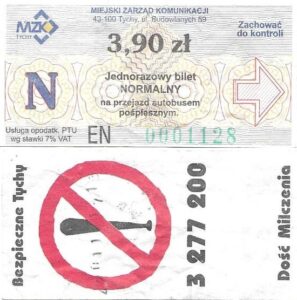 MIEJSKI ZARZĄD KOMUNIKACJI
43-100 Tychy, ul. Budowlanych 59
MZK
TYCHY
3,90 zł
Zachować
do kontroli
N
Jednorazowy bilet
NORMALNY
na przejazd autobusem
pośpiesznym.
Usługa opodatk. PTU
wg stawki 7% VAT
EN 0001128
Bezpieczne Tychy
3 277 200
Dość Milczenia